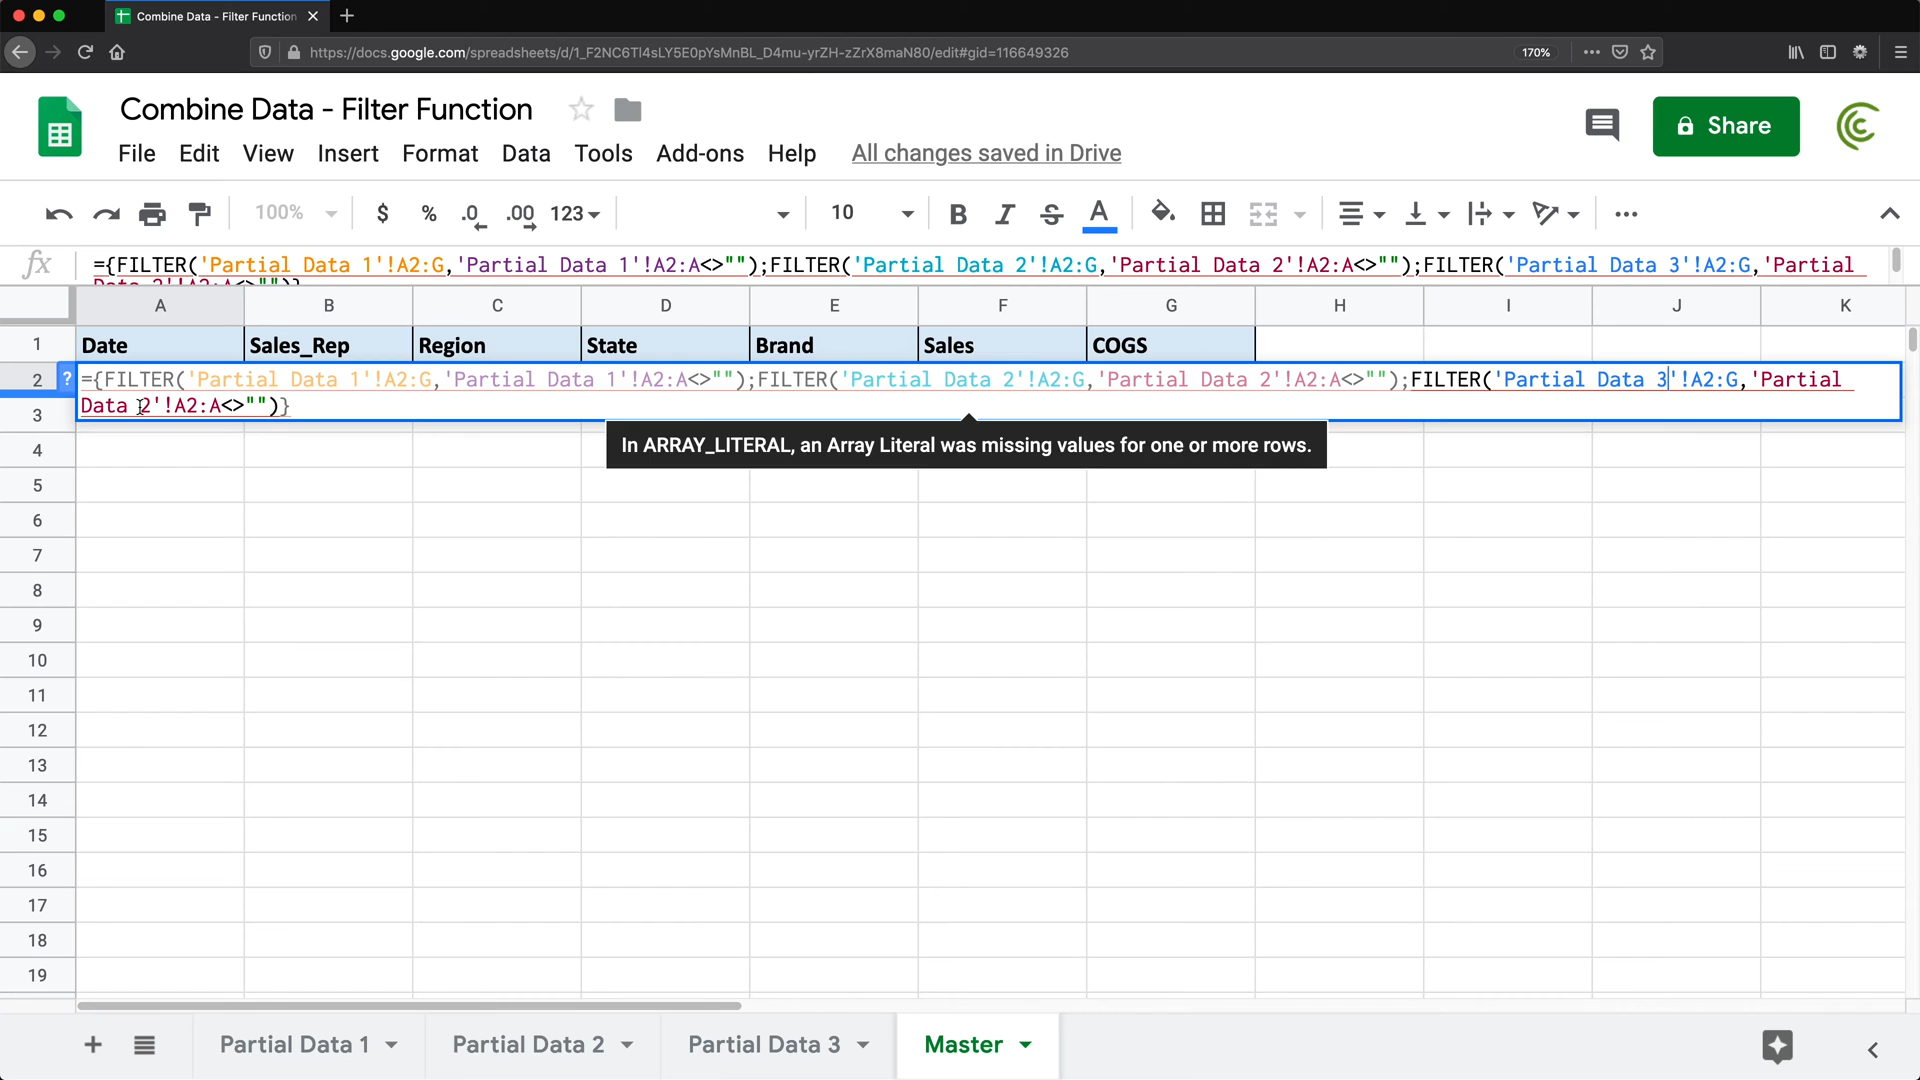 Combine Data - Filter Function
https://docs.google.com/spreadsheets/d/1_F2NC6Tl4sLY5E0pYsMnBL_D4mu-yrZH-zZrX8maN80/edit#gid=116649326
170%
Combine Data - Filter Function
Share
File Edit View Insert Format Data Tools Add-ons Help All changes saved in Drive
100% $ % .0 .00 123 10 B I S A
fx ={FILTER('Partial Data 1'!A2:G,'Partial Data 1'!A2:A<>"");FILTER('Partial Data 2'!A2:G,'Partial Data 2'!A2:A<>"");FILTER('Partial Data 3'!A2:G,'Partial
Data 2'!A2:A<>"")}
A B C D E F G H I J K
1 Date Sales_Rep Region State Brand Sales COGS
2 ? ={FILTER('Partial Data 1'!A2:G,'Partial Data 1'!A2:A<>"");FILTER('Partial Data 2'!A2:G,'Partial Data 2'!A2:A<>"");FILTER('Partial Data 3'!A2:G,'Partial
3 Data 2'!A2:A<>"")}
In ARRAY_LITERAL, an Array Literal was missing values for one or more rows.
4
5
6
7
8
9
10
11
12
13
14
15
16
17
18
19
Partial Data 1 Partial Data 2 Partial Data 3 Master